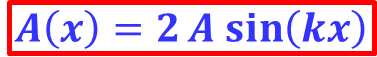 A(x) = 2 A sin(kx)